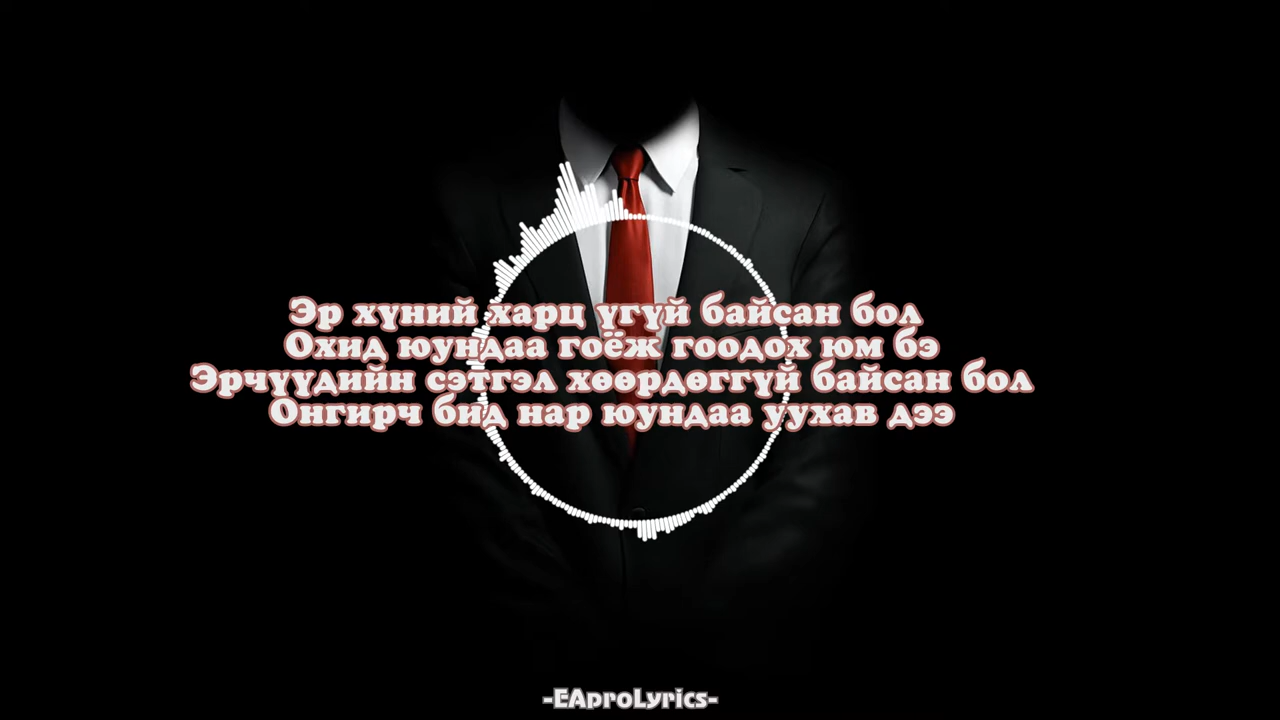 Эр хүний харц үгүй байсан бол
Охид юундаа гоёж гоодох юм бэ
Эрчүүдийн сэтгэл хөөрдөггүй байсан бол
Онгирч бид нар юундаа уухав дээ
-EAproLyrics-